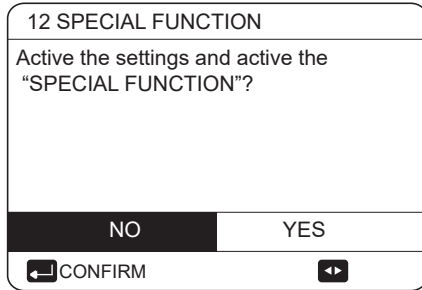 12 SPECIAL FUNCTION
Active the settings and active the
“SPECIAL FUNCTION”?
NO YES
CONFIRM